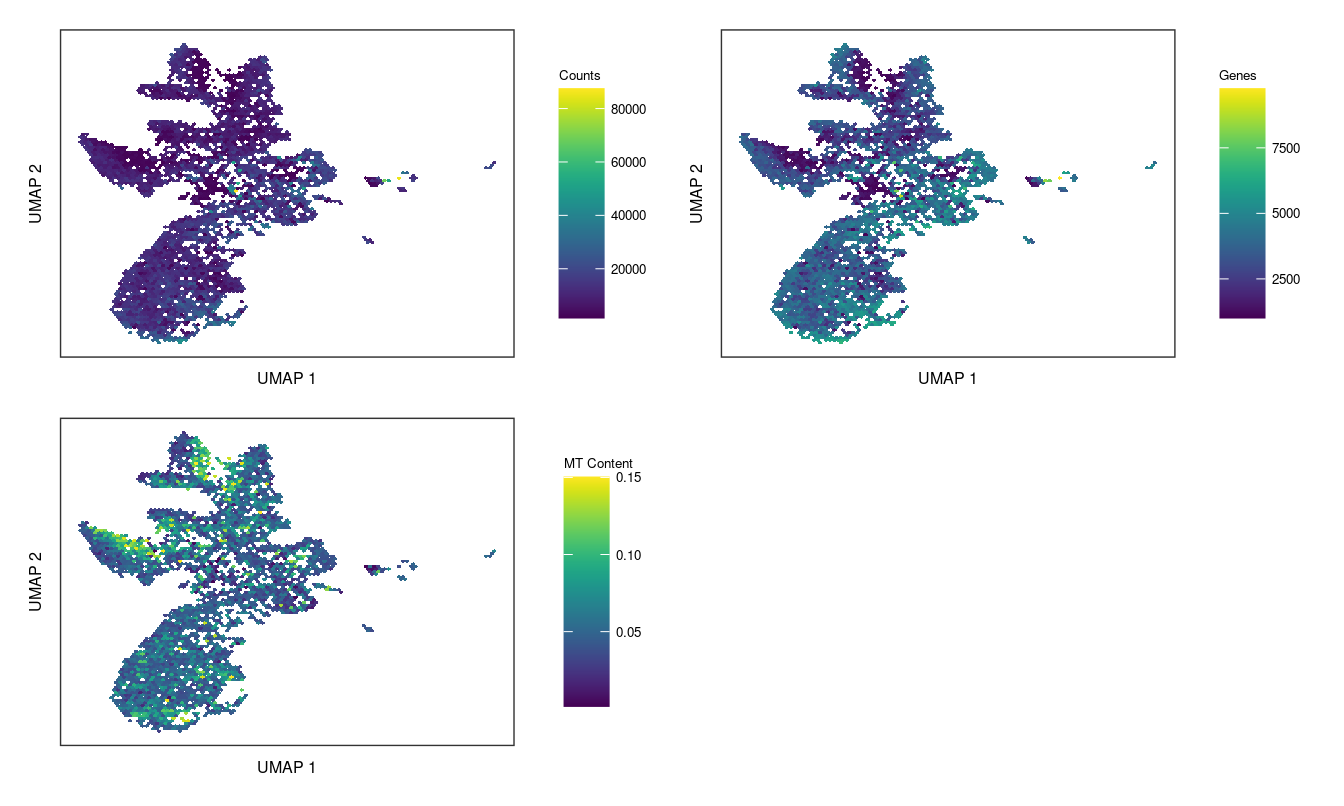 Counts
80000
60000
40000
20000
UMAP 2
UMAP 1
Genes
7500
5000
2500
UMAP 2
UMAP 1
MT Content
0.15
0.10
0.05
UMAP 2
UMAP 1